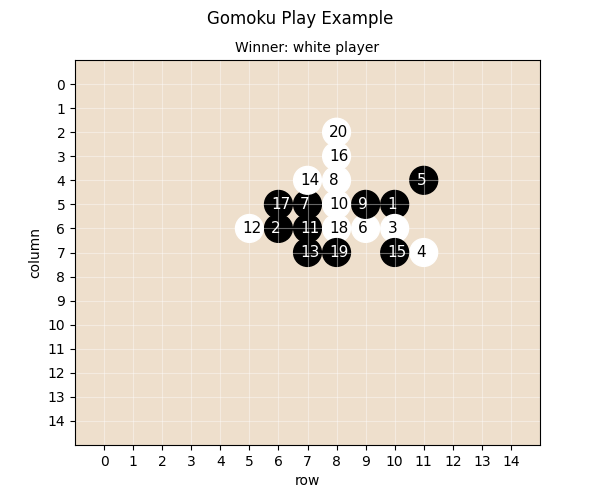 Gomoku Play Example
Winner: white player
0
1
2 20
3 16
4 14 8 5
5 17 7 10 9 1
6 12 2 11 18 6 3
7 13 19 15 4
8
9
10
11
12
13
14
column
0 1 2 3 4 5 6 7 8 9 10 11 12 13 14
row